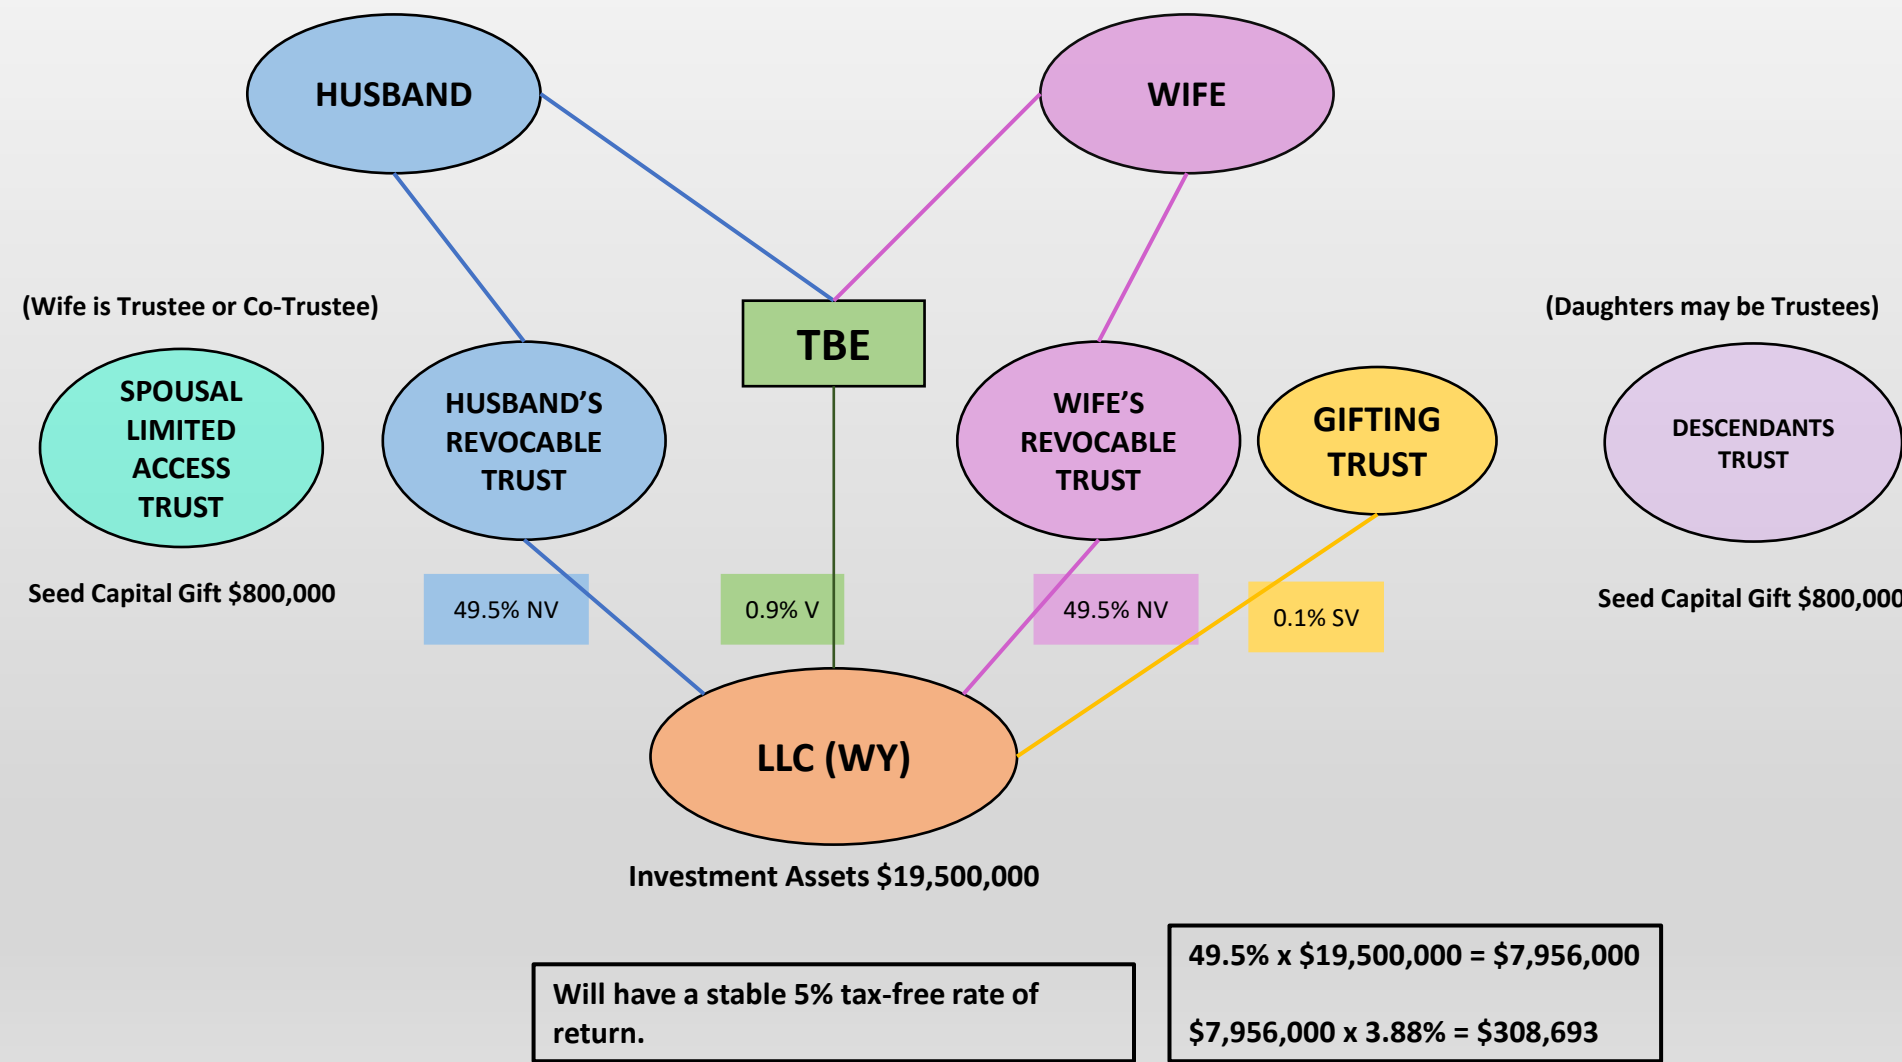 HUSBAND
WIFE
(Wife is Trustee or Co-Trustee)
(Daughters may be Trustees)
TBE
SPOUSAL
LIMITED
ACCESS
TRUST
HUSBAND’S
REVOCABLE
TRUST
WIFE’S
REVOCABLE
TRUST
GIFTING
TRUST
DESCENDANTS
TRUST
Seed Capital Gift $800,000
49.5% NV
0.9% V
49.5% NV
0.1% SV
Seed Capital Gift $800,000
LLC (WY)
Investment Assets $19,500,000
Will have a stable 5% tax-free rate of
return.
49.5% x $19,500,000 = $7,956,000
$7,956,000 x 3.88% = $308,693